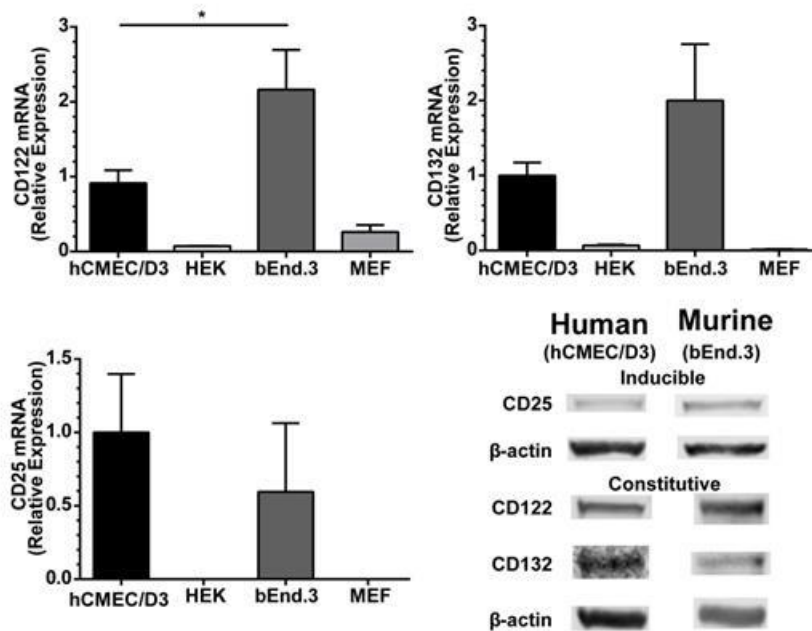 *
CD122 mRNA
(Relative Expression)
3
2
1
0
hCMEC/D3 HEK bEnd.3 MEF
CD132 mRNA
(Relative Expression)
3
2
1
0
hCMEC/D3 HEK bEnd.3 MEF
CD25 mRNA
(Relative Expression)
1.5
1.0
0.5
0.0
hCMEC/D3 HEK bEnd.3 MEF
Human Murine
(hCMEC/D3) (bEnd.3)
Inducible
CD25
β-actin
Constitutive
CD122
CD132
β-actin